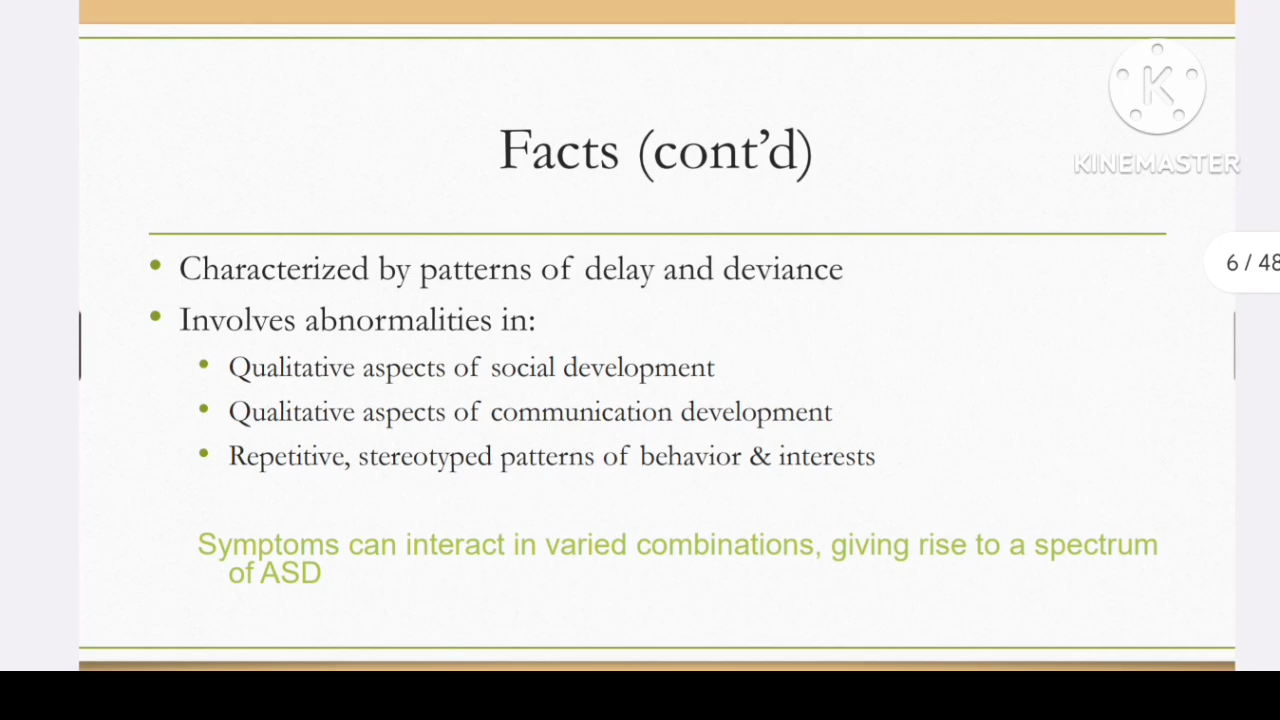 Facts (cont’d)
K
KINEMASTER
6 / 48
• Characterized by patterns of delay and deviance
• Involves abnormalities in:
• Qualitative aspects of social development
• Qualitative aspects of communication development
• Repetitive, stereotyped patterns of behavior & interests
Symptoms can interact in varied combinations, giving rise to a spectrum
of ASD